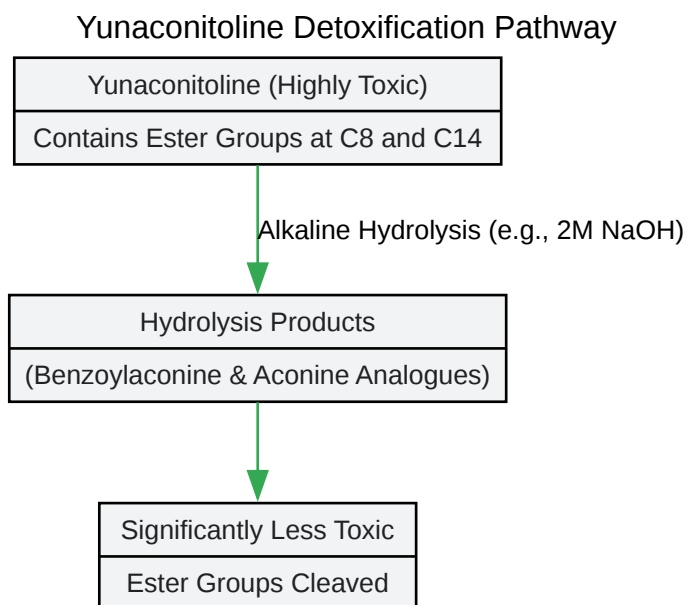 Yunaconitoline Detoxification Pathway
Yunaconitoline (Highly Toxic)
Contains Ester Groups at C8 and C14
Alkaline Hydrolysis (e.g., 2M NaOH)
Hydrolysis Products
(Benzoylaconine & Aconine Analogues)
Significantly Less Toxic
Ester Groups Cleaved